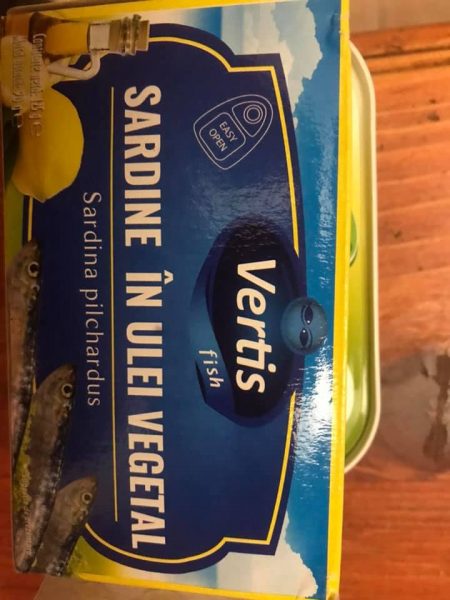 Vertis
fish
EASY
OPEN
SARDINE ÎN ULEI VEGETAL
Sardina pilchardus